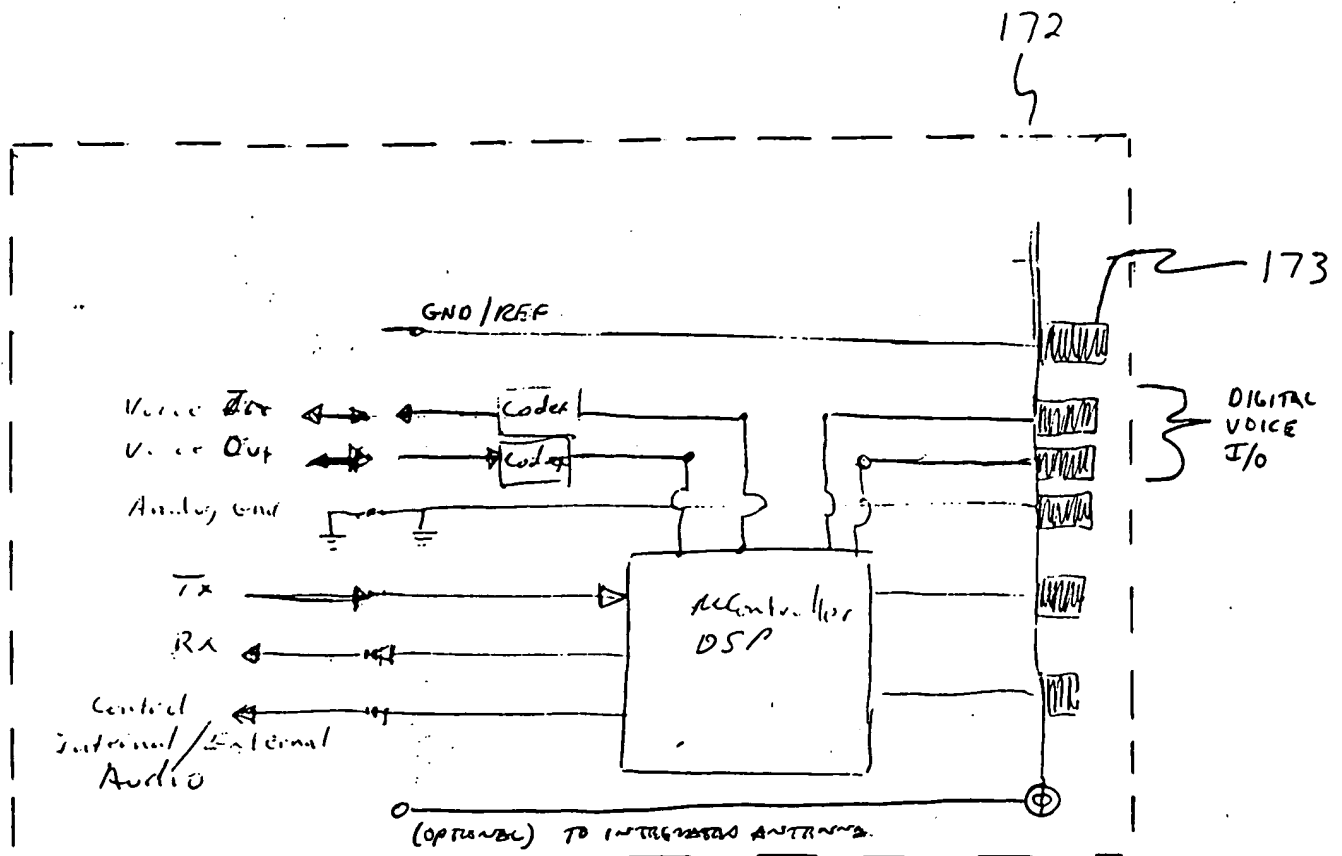 172
173
GND/REF
DIGITAL
VOICE
I/O
Voice
Codec
Voice Out
Codec
Analog Gnd
Tx
µController
DSP
RX
Control
Internal/External
Audio
(OPTIONAL) TO INTEGRATED ANTENNA.